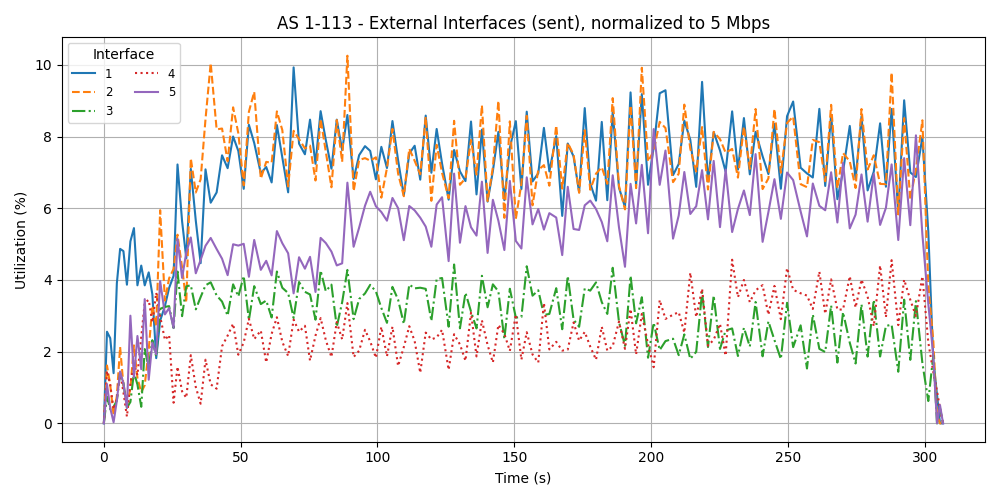 AS 1-113 - External Interfaces (sent), normalized to 5 Mbps
Interface
1
2
3
4
5
Utilization (%)
10
8
6
4
2
0
0 50 100 150 200 250 300
Time (s)